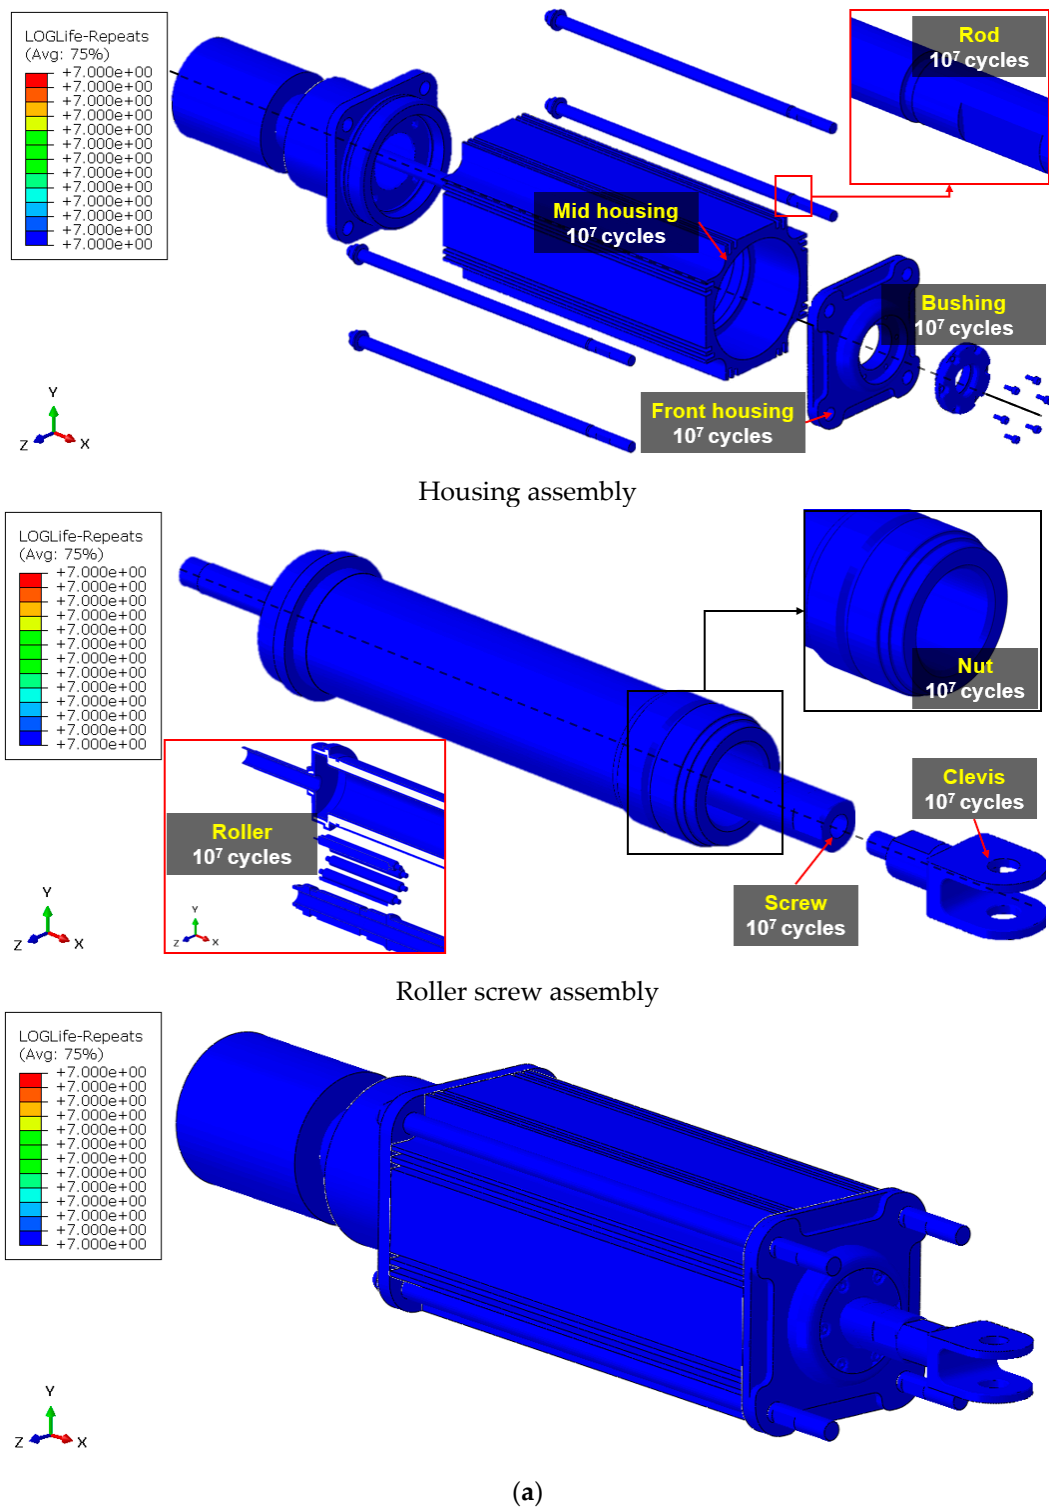 LOGLife-Repeats
(Avg: 75%)
+7.000e+00
+7.000e+00
+7.000e+00
+7.000e+00
+7.000e+00
+7.000e+00
+7.000e+00
+7.000e+00
+7.000e+00
+7.000e+00
+7.000e+00
+7.000e+00
+7.000e+00
Rod
10⁷ cycles
Mid housing
10⁷ cycles
Bushing
10⁷ cycles
Front housing
10⁷ cycles
Y
Z
X
Housing assembly
LOGLife-Repeats
(Avg: 75%)
+7.000e+00
+7.000e+00
+7.000e+00
+7.000e+00
+7.000e+00
+7.000e+00
+7.000e+00
+7.000e+00
+7.000e+00
+7.000e+00
+7.000e+00
+7.000e+00
+7.000e+00
Nut
10⁷ cycles
Clevis
10⁷ cycles
Roller
10⁷ cycles
Screw
10⁷ cycles
Y
Z
X
Y
Z
X
Roller screw assembly
LOGLife-Repeats
(Avg: 75%)
+7.000e+00
+7.000e+00
+7.000e+00
+7.000e+00
+7.000e+00
+7.000e+00
+7.000e+00
+7.000e+00
+7.000e+00
+7.000e+00
+7.000e+00
+7.000e+00
+7.000e+00
Y
Z
X
(a)